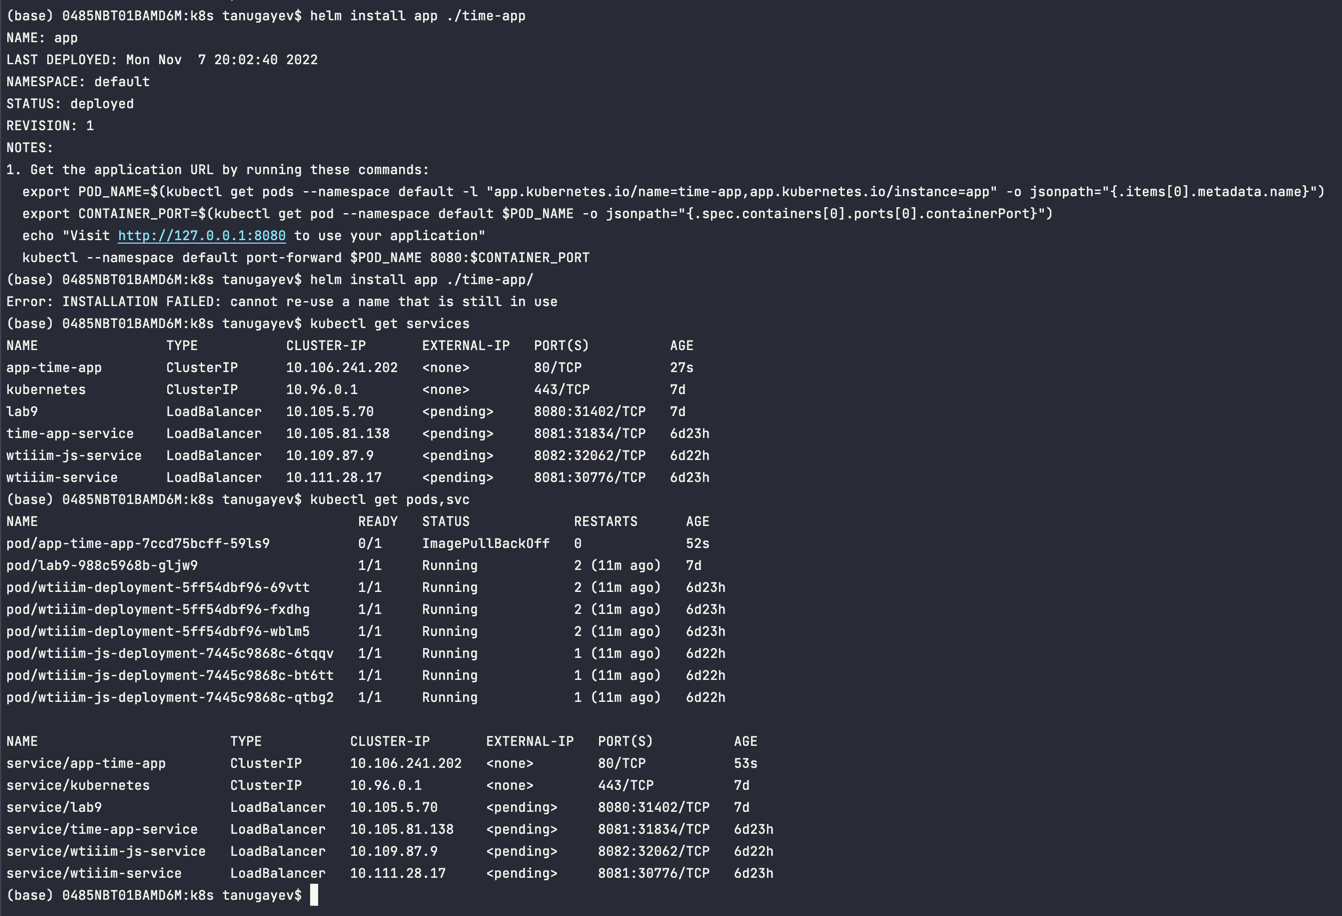 (base) 0485NBT01BAMD6M:k8s tanugayev$ helm install app ./time-app
NAME: app
LAST DEPLOYED: Mon Nov  7 20:02:40 2022
NAMESPACE: default
STATUS: deployed
REVISION: 1
NOTES:
1. Get the application URL by running these commands:
  export POD_NAME=$(kubectl get pods --namespace default -l "app.kubernetes.io/name=time-app,app.kubernetes.io/instance=app" -o jsonpath="{.items[0].metadata.name}")
  export CONTAINER_PORT=$(kubectl get pod --namespace default $POD_NAME -o jsonpath="{.spec.containers[0].ports[0].containerPort}")
  echo "Visit http://127.0.0.1:8080 to use your application"
  kubectl --namespace default port-forward $POD_NAME 8080:$CONTAINER_PORT
(base) 0485NBT01BAMD6M:k8s tanugayev$ helm install app ./time-app/
Error: INSTALLATION FAILED: cannot re-use a name that is still in use
(base) 0485NBT01BAMD6M:k8s tanugayev$ kubectl get services
NAME                TYPE           CLUSTER-IP       EXTERNAL-IP   PORT(S)          AGE
app-time-app        ClusterIP      10.106.241.202   <none>        80/TCP           27s
kubernetes          ClusterIP      10.96.0.1        <none>        443/TCP          7d
lab9                LoadBalancer   10.105.5.70      <pending>     8080:31402/TCP   7d
time-app-service    LoadBalancer   10.105.81.138    <pending>     8081:31834/TCP   6d23h
wtiiim-js-service   LoadBalancer   10.109.87.9      <pending>     8082:32062/TCP   6d22h
wtiiim-service      LoadBalancer   10.111.28.17     <pending>     8081:30776/TCP   6d23h
(base) 0485NBT01BAMD6M:k8s tanugayev$ kubectl get pods,svc
NAME                                        READY   STATUS             RESTARTS      AGE
pod/app-time-app-7ccd75bcff-59ls9           0/1     ImagePullBackOff   0             52s
pod/lab9-988c5968b-gljw9                    1/1     Running            2 (11m ago)   7d
pod/wtiiim-deployment-5ff54dbf96-69vtt      1/1     Running            2 (11m ago)   6d23h
pod/wtiiim-deployment-5ff54dbf96-fxdhg      1/1     Running            2 (11m ago)   6d23h
pod/wtiiim-deployment-5ff54dbf96-wblm5      1/1     Running            2 (11m ago)   6d23h
pod/wtiiim-js-deployment-7445c9868c-6tqqv   1/1     Running            1 (11m ago)   6d22h
pod/wtiiim-js-deployment-7445c9868c-bt6tt   1/1     Running            1 (11m ago)   6d22h
pod/wtiiim-js-deployment-7445c9868c-qtbg2   1/1     Running            1 (11m ago)   6d22h

NAME                        TYPE           CLUSTER-IP       EXTERNAL-IP   PORT(S)          AGE
service/app-time-app        ClusterIP      10.106.241.202   <none>        80/TCP           53s
service/kubernetes          ClusterIP      10.96.0.1        <none>        443/TCP          7d
service/lab9                LoadBalancer   10.105.5.70      <pending>     8080:31402/TCP   7d
service/time-app-service    LoadBalancer   10.105.81.138    <pending>     8081:31834/TCP   6d23h
service/wtiiim-js-service   LoadBalancer   10.109.87.9      <pending>     8082:32062/TCP   6d22h
service/wtiiim-service      LoadBalancer   10.111.28.17     <pending>     8081:30776/TCP   6d23h
(base) 0485NBT01BAMD6M:k8s tanugayev$